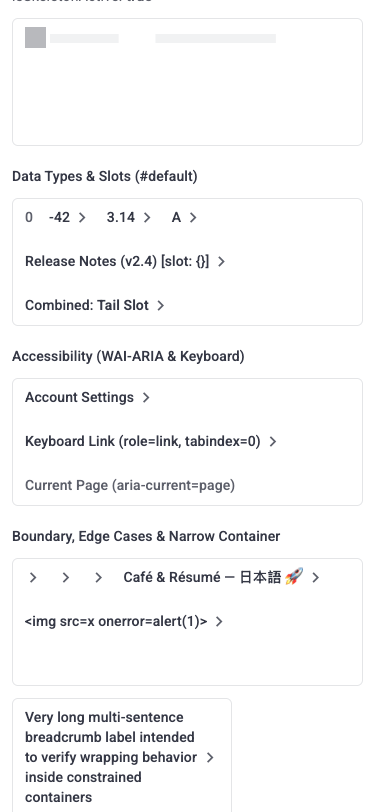 Data Types & Slots (#default)
0 -42 3.14 A
Release Notes (v2.4) [slot: {}]
Combined: Tail Slot
Accessibility (WAI-ARIA & Keyboard)
Account Settings
Keyboard Link (role=link, tabindex=0)
Current Page (aria-current=page)
Boundary, Edge Cases & Narrow Container
Café & Résumé — 日本語 🚀
<img src=x onerror=alert(1)>
Very long multi-sentence
breadcrumb label intended
to verify wrapping behavior
inside constrained
containers